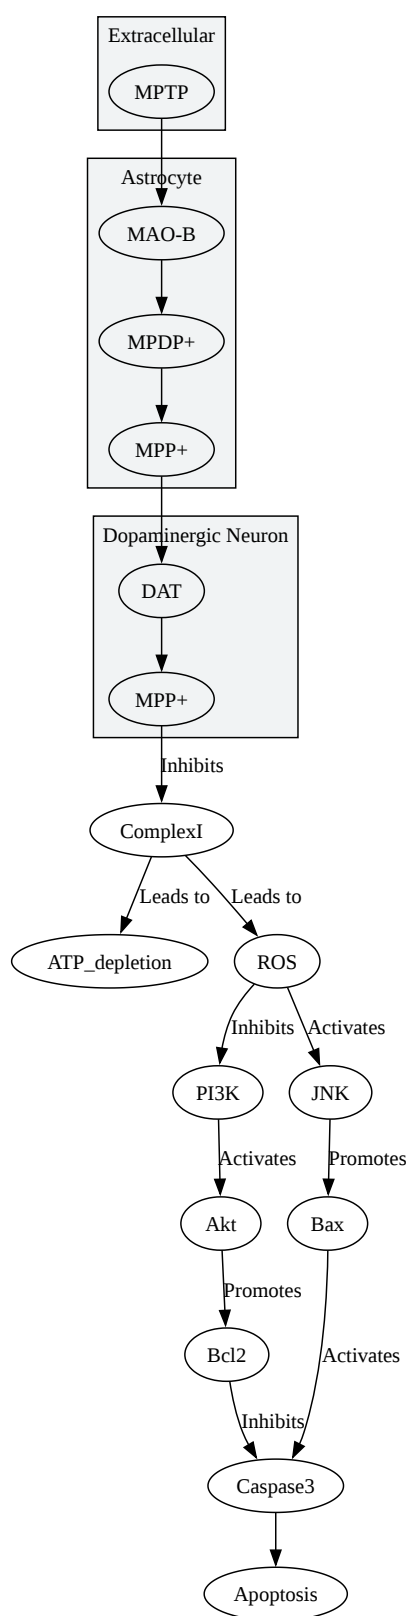 Extracellular
MPTP
Astrocyte
MAO-B
MPDP+
MPP+
Dopaminergic Neuron
DAT
MPP+
Inhibits
ComplexI
Leads to
Leads to
ATP_depletion
ROS
Inhibits
Activates
PI3K
JNK
Activates
Promotes
Akt
Bax
Promotes
Bcl2
Activates
Inhibits
Caspase3
Apoptosis